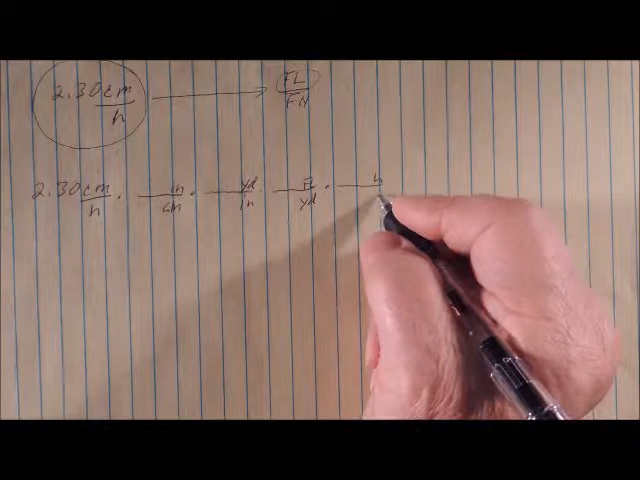 2.30 cm/h → FL/FN
2.30 cm/h · in/cm · yd/in FL/yd · h